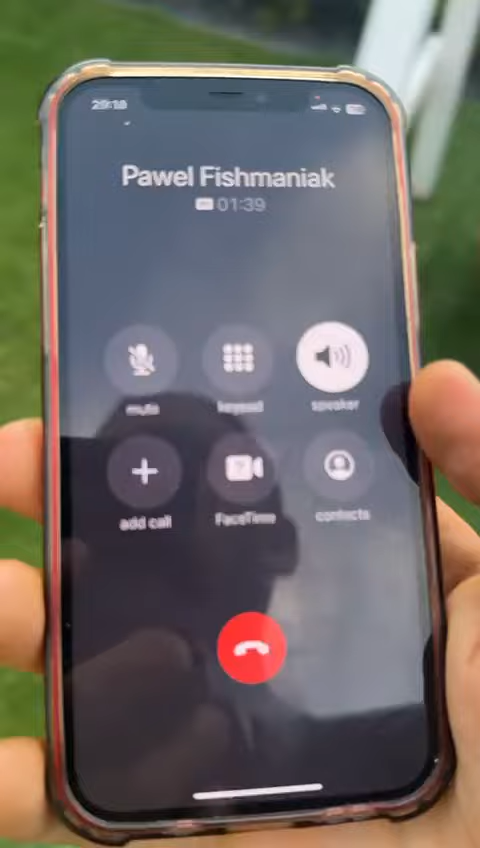 Pawel Fishmaniak
01:39
mute
keypad
speaker
add call
FaceTime
contacts